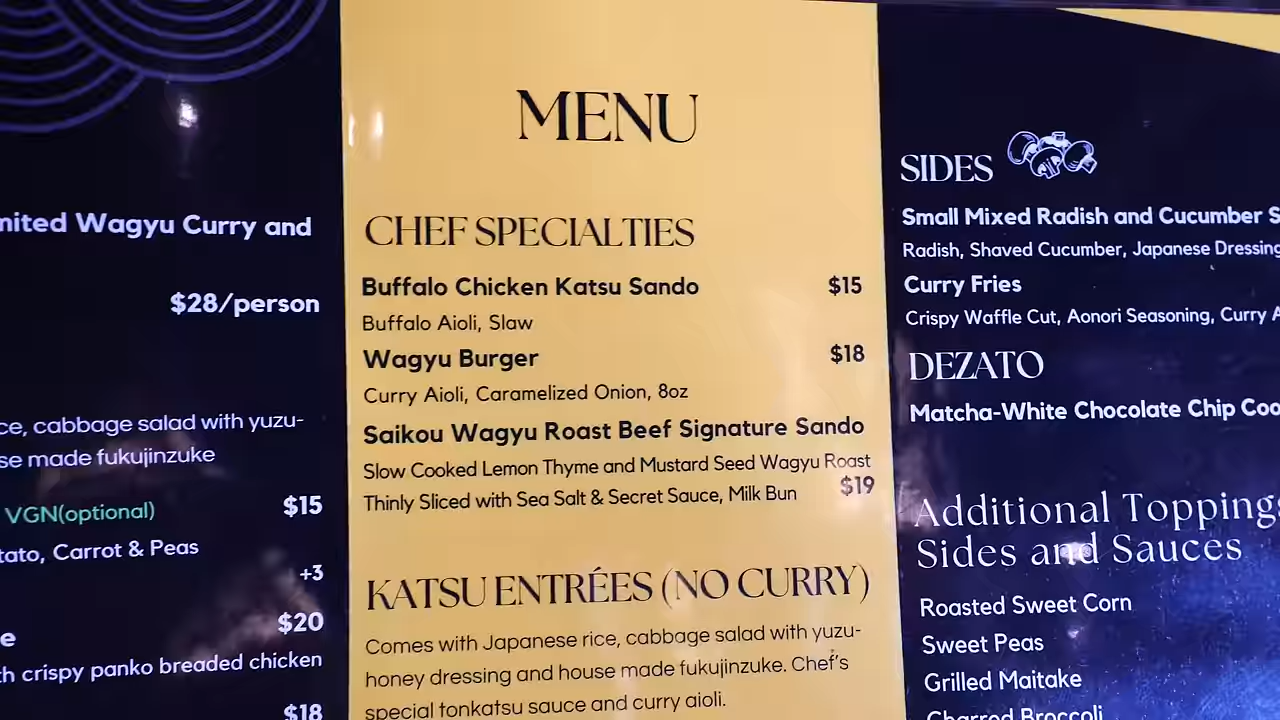 Wagyu Curry and
$28/person
cabbage salad with yuzu-
made fukujinzuke
VGN(optional) $15
Carrot & Peas
+3
$20
crispy panko breaded chicken
$18
MENU
CHEF SPECIALTIES
Buffalo Chicken Katsu Sando $15
Buffalo Aioli, Slaw
Wagyu Burger $18
Curry Aioli, Caramelized Onion, 8oz
Saikou Wagyu Roast Beef Signature Sando
Slow Cooked Lemon Thyme and Mustard Seed Wagyu Roast
Thinly Sliced with Sea Salt & Secret Sauce, Milk Bun $19
KATSU ENTRÉES (NO CURRY)
Comes with Japanese rice, cabbage salad with yuzu-
honey dressing and house made fukujinzuke. Chef's
special tonkatsu sauce and curry aioli.
SIDES
Small Mixed Radish and Cucumber
Radish, Shaved Cucumber, Japanese Dressing
Curry Fries
Crispy Waffle Cut, Aonori Seasoning, Curry
DEZATO
Matcha-White Chocolate Chip
Additional Toppings
Sides and Sauces
Roasted Sweet Corn
Sweet Peas
Grilled Maitake
Charred Broccoli